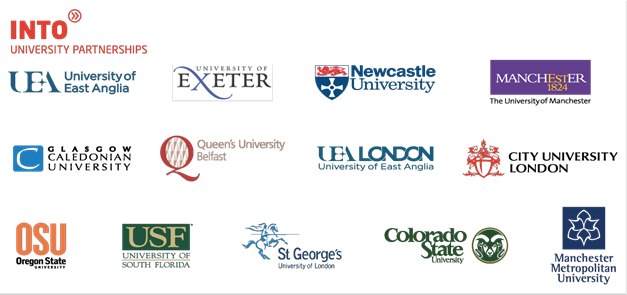 INTO
UNIVERSITY PARTNERSHIPS
UEA University of
East Anglia
UNIVERSITY OF
EXETER
Newcastle
University
MANCHESTER
1824
The University of Manchester
C GLASGOW
CALEDONIAN
UNIVERSITY
Queen's University
Belfast
UEA LONDON
University of East Anglia
CITY UNIVERSITY
LONDON
OSU
Oregon State
UNIVERSITY
USF
UNIVERSITY OF
SOUTH FLORIDA
St George's
University of London
Colorado
State
University
Manchester
Metropolitan
University